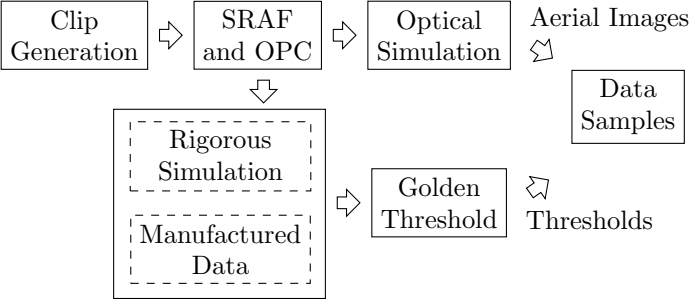 Clip
Generation
SRAF
and OPC
Optical
Simulation
Aerial Images
Data
Samples
Rigorous
Simulation
Manufactured
Data
Golden
Threshold
Thresholds